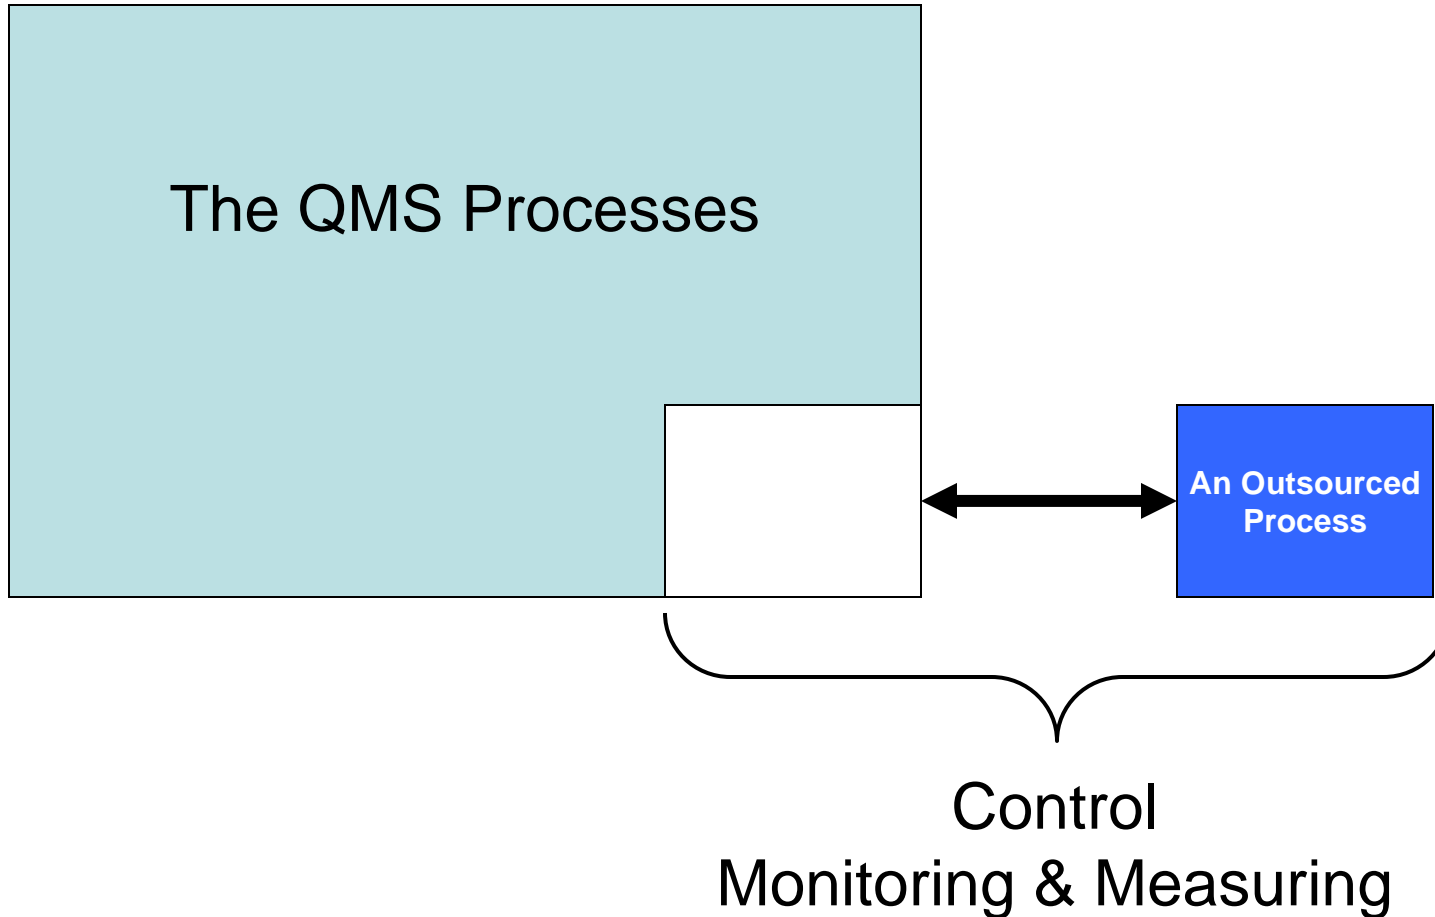 The QMS Processes
An Outsourced
Process
Control
Monitoring & Measuring